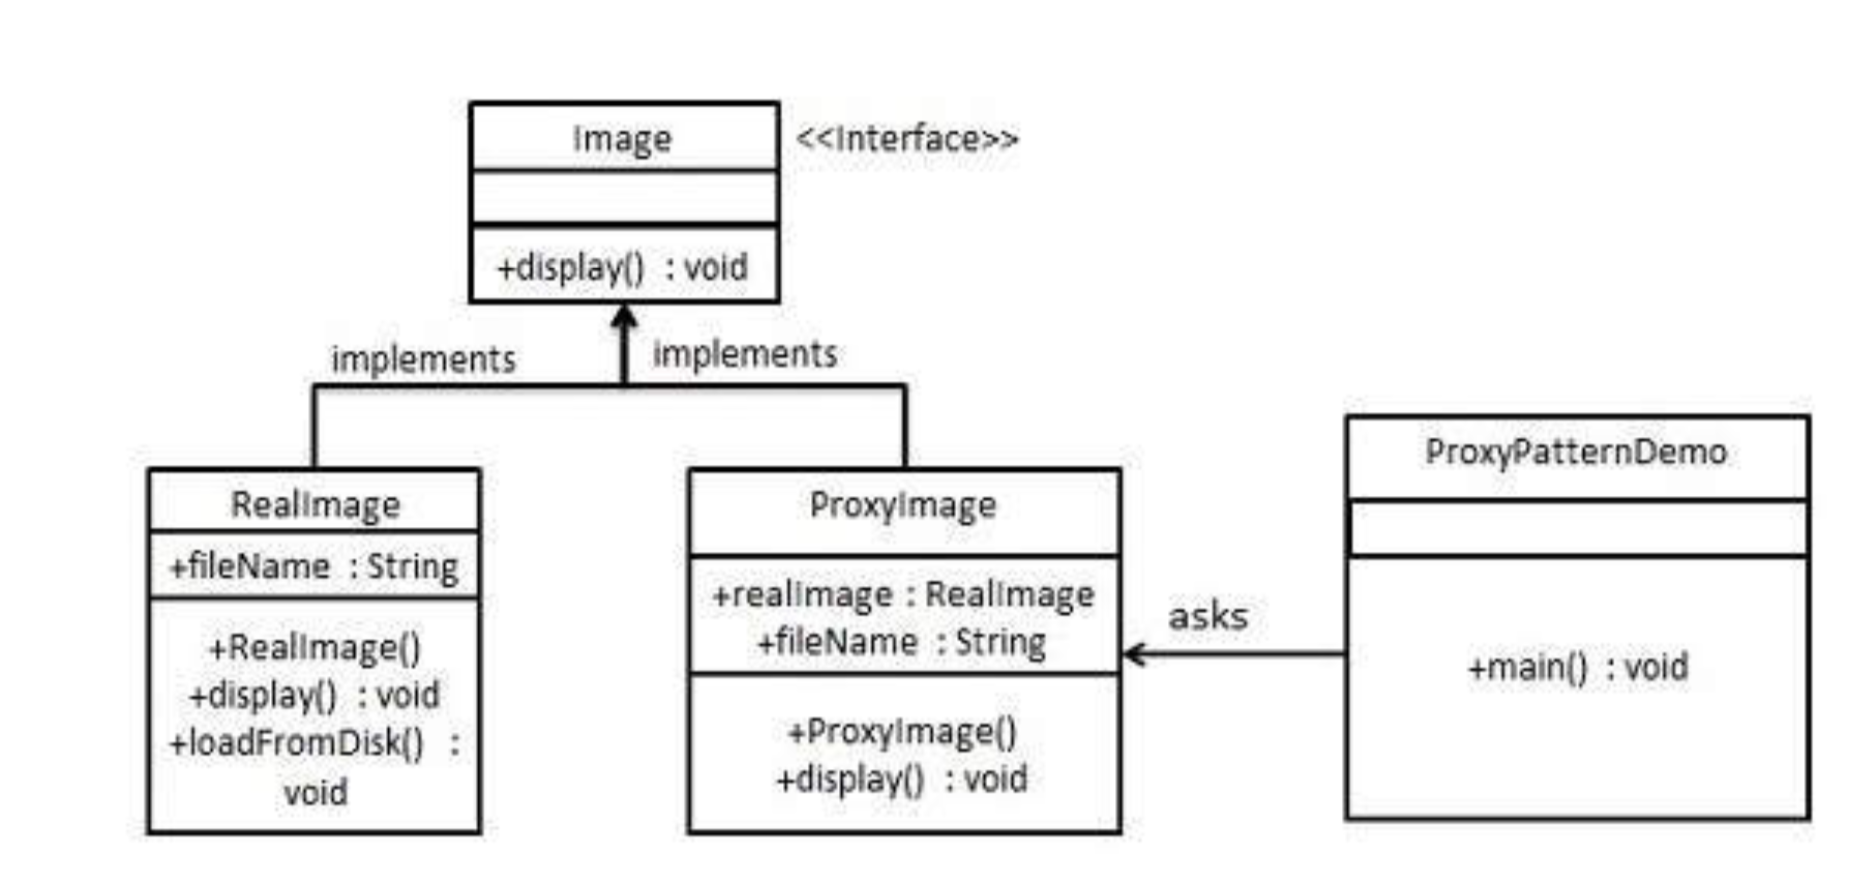 Image
<<Interface>>
+display() : void
implements
implements
RealImage
+fileName : String
+RealImage()
+display() : void
+loadFromDisk() :
void
ProxyImage
+realImage : RealImage
+fileName : String
+ProxyImage()
+display() : void
asks
ProxyPatternDemo
+main() : void